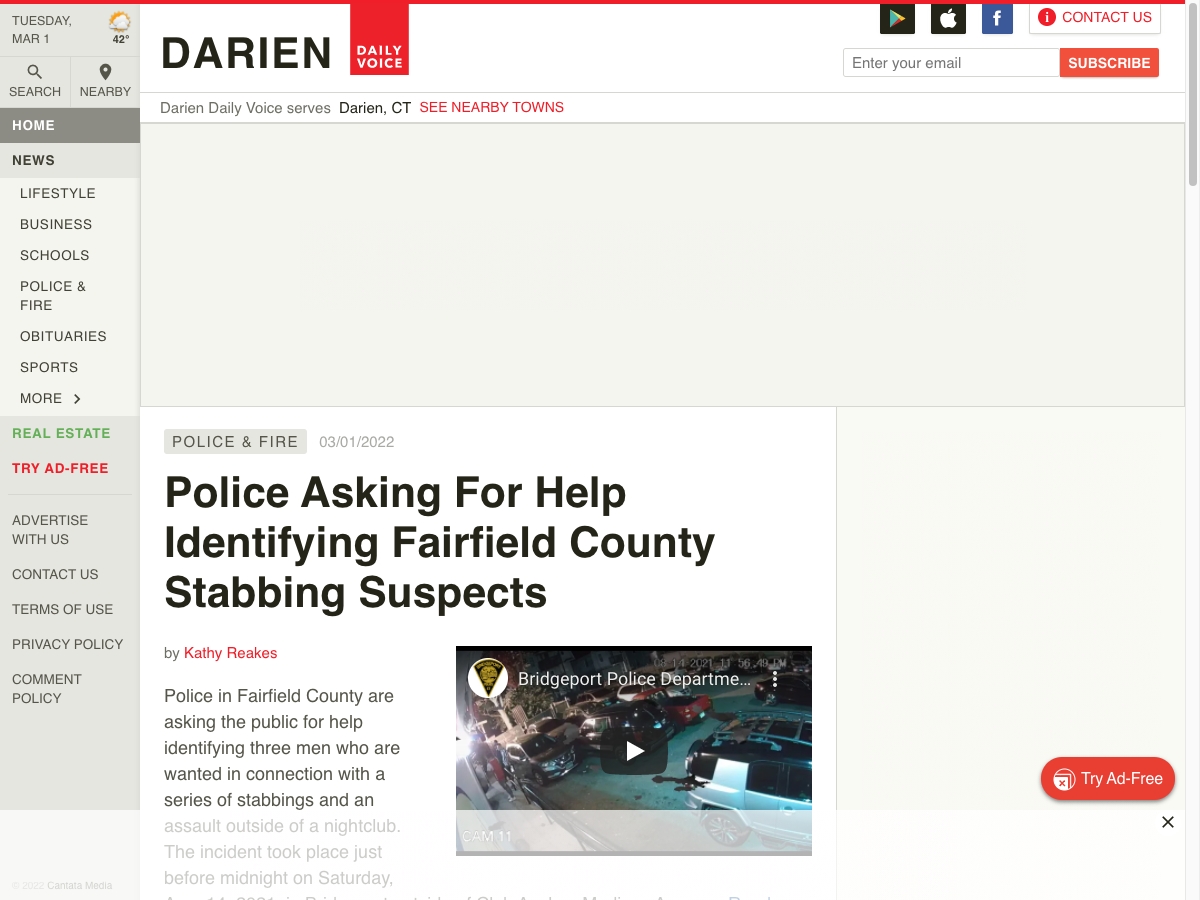 TUESDAY,
MAR 1
42°
SEARCH
NEARBY
HOME
NEWS
LIFESTYLE
BUSINESS
SCHOOLS
POLICE &
FIRE
OBITUARIES
SPORTS
MORE
REAL ESTATE
TRY AD-FREE
ADVERTISE
WITH US
CONTACT US
TERMS OF USE
PRIVACY POLICY
COMMENT
POLICY
© 2022 Cantata Media
DARIEN
DAILY
VOICE
CONTACT US
Enter your email
SUBSCRIBE
Darien Daily Voice serves Darien, CT SEE NEARBY TOWNS
POLICE & FIRE 03/01/2022
Police Asking For Help
Identifying Fairfield County
Stabbing Suspects
by Kathy Reakes
Police in Fairfield County are
asking the public for help
identifying three men who are
wanted in connection with a
series of stabbings and an
assault outside of a nightclub.
The incident took place just
before midnight on Saturday,
08 14 2021 11 56 49 PM
Bridgeport Police Departme...
CAM 11
Try Ad-Free